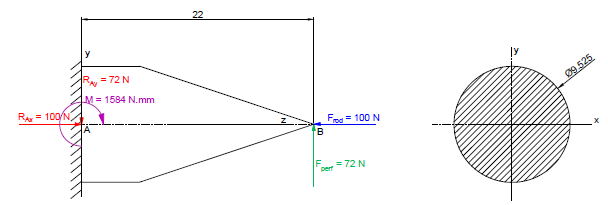 22
y
R_Ay = 72 N
M = 1584 N.mm
R_Ax = 100 N
A
z
B
F_rod = 100 N
F_perf = 72 N
y
Ø9.525
x